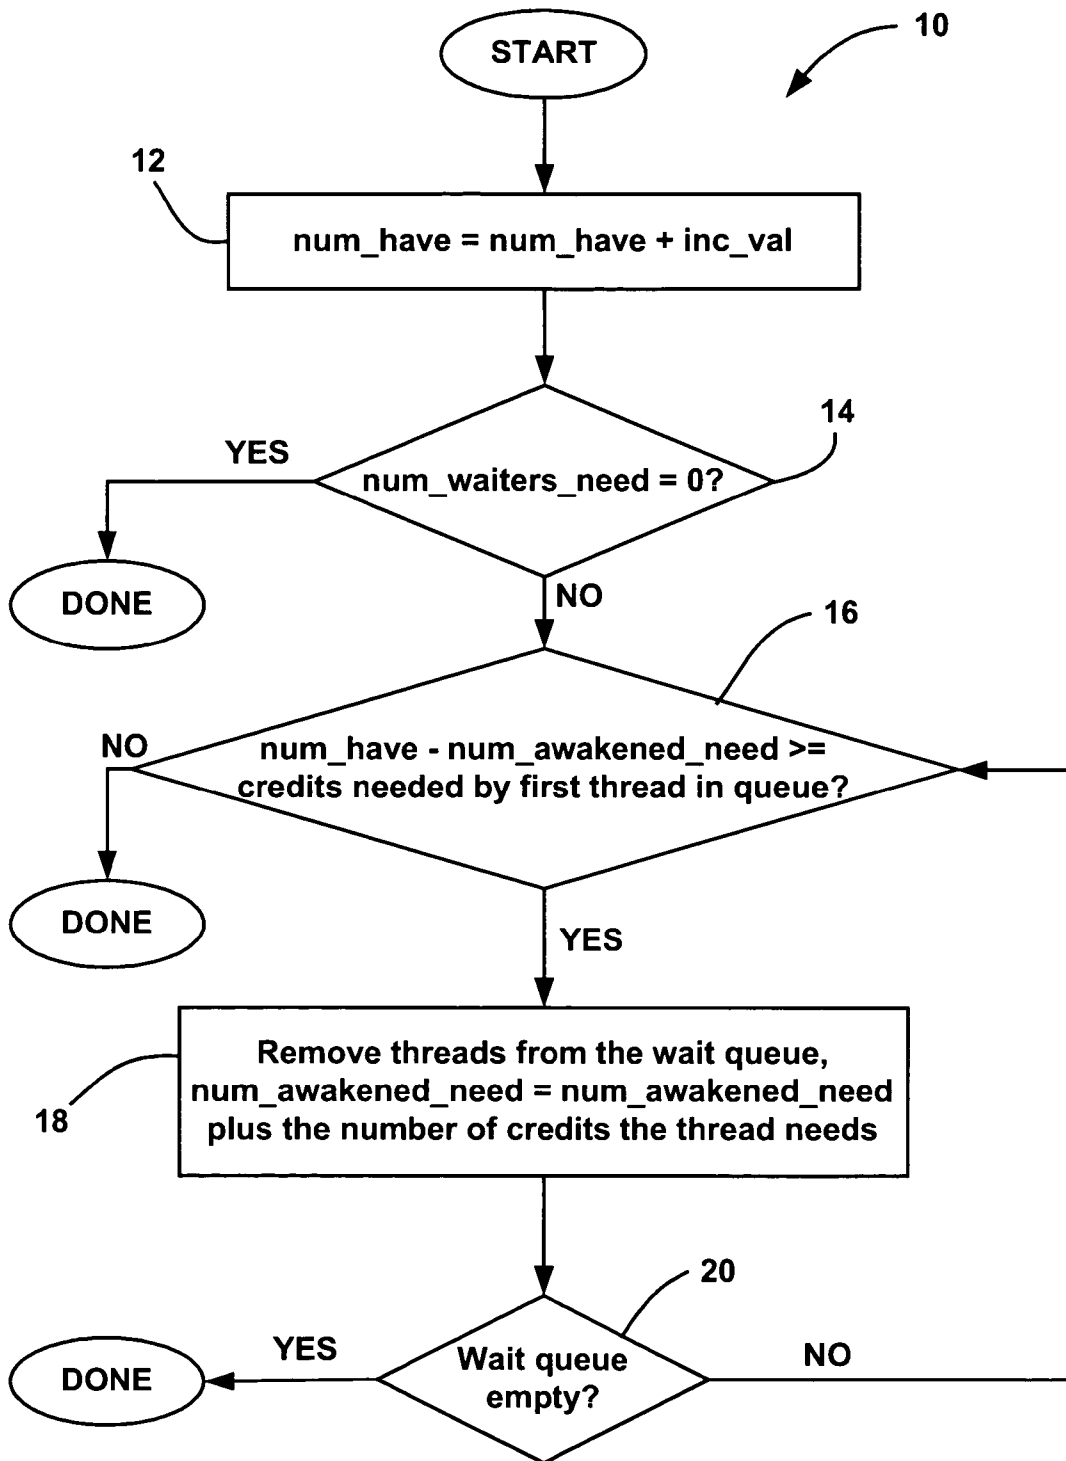 START
10
12
num_have = num_have + inc_val
14
YES
num_waiters_need = 0?
DONE
NO
16
NO
num_have - num_awakened_need >=
credits needed by first thread in queue?
DONE
YES
Remove threads from the wait queue,
num_awakened_need = num_awakened_need
plus the number of credits the thread needs
18
20
YES
NO
Wait queue
empty?
DONE